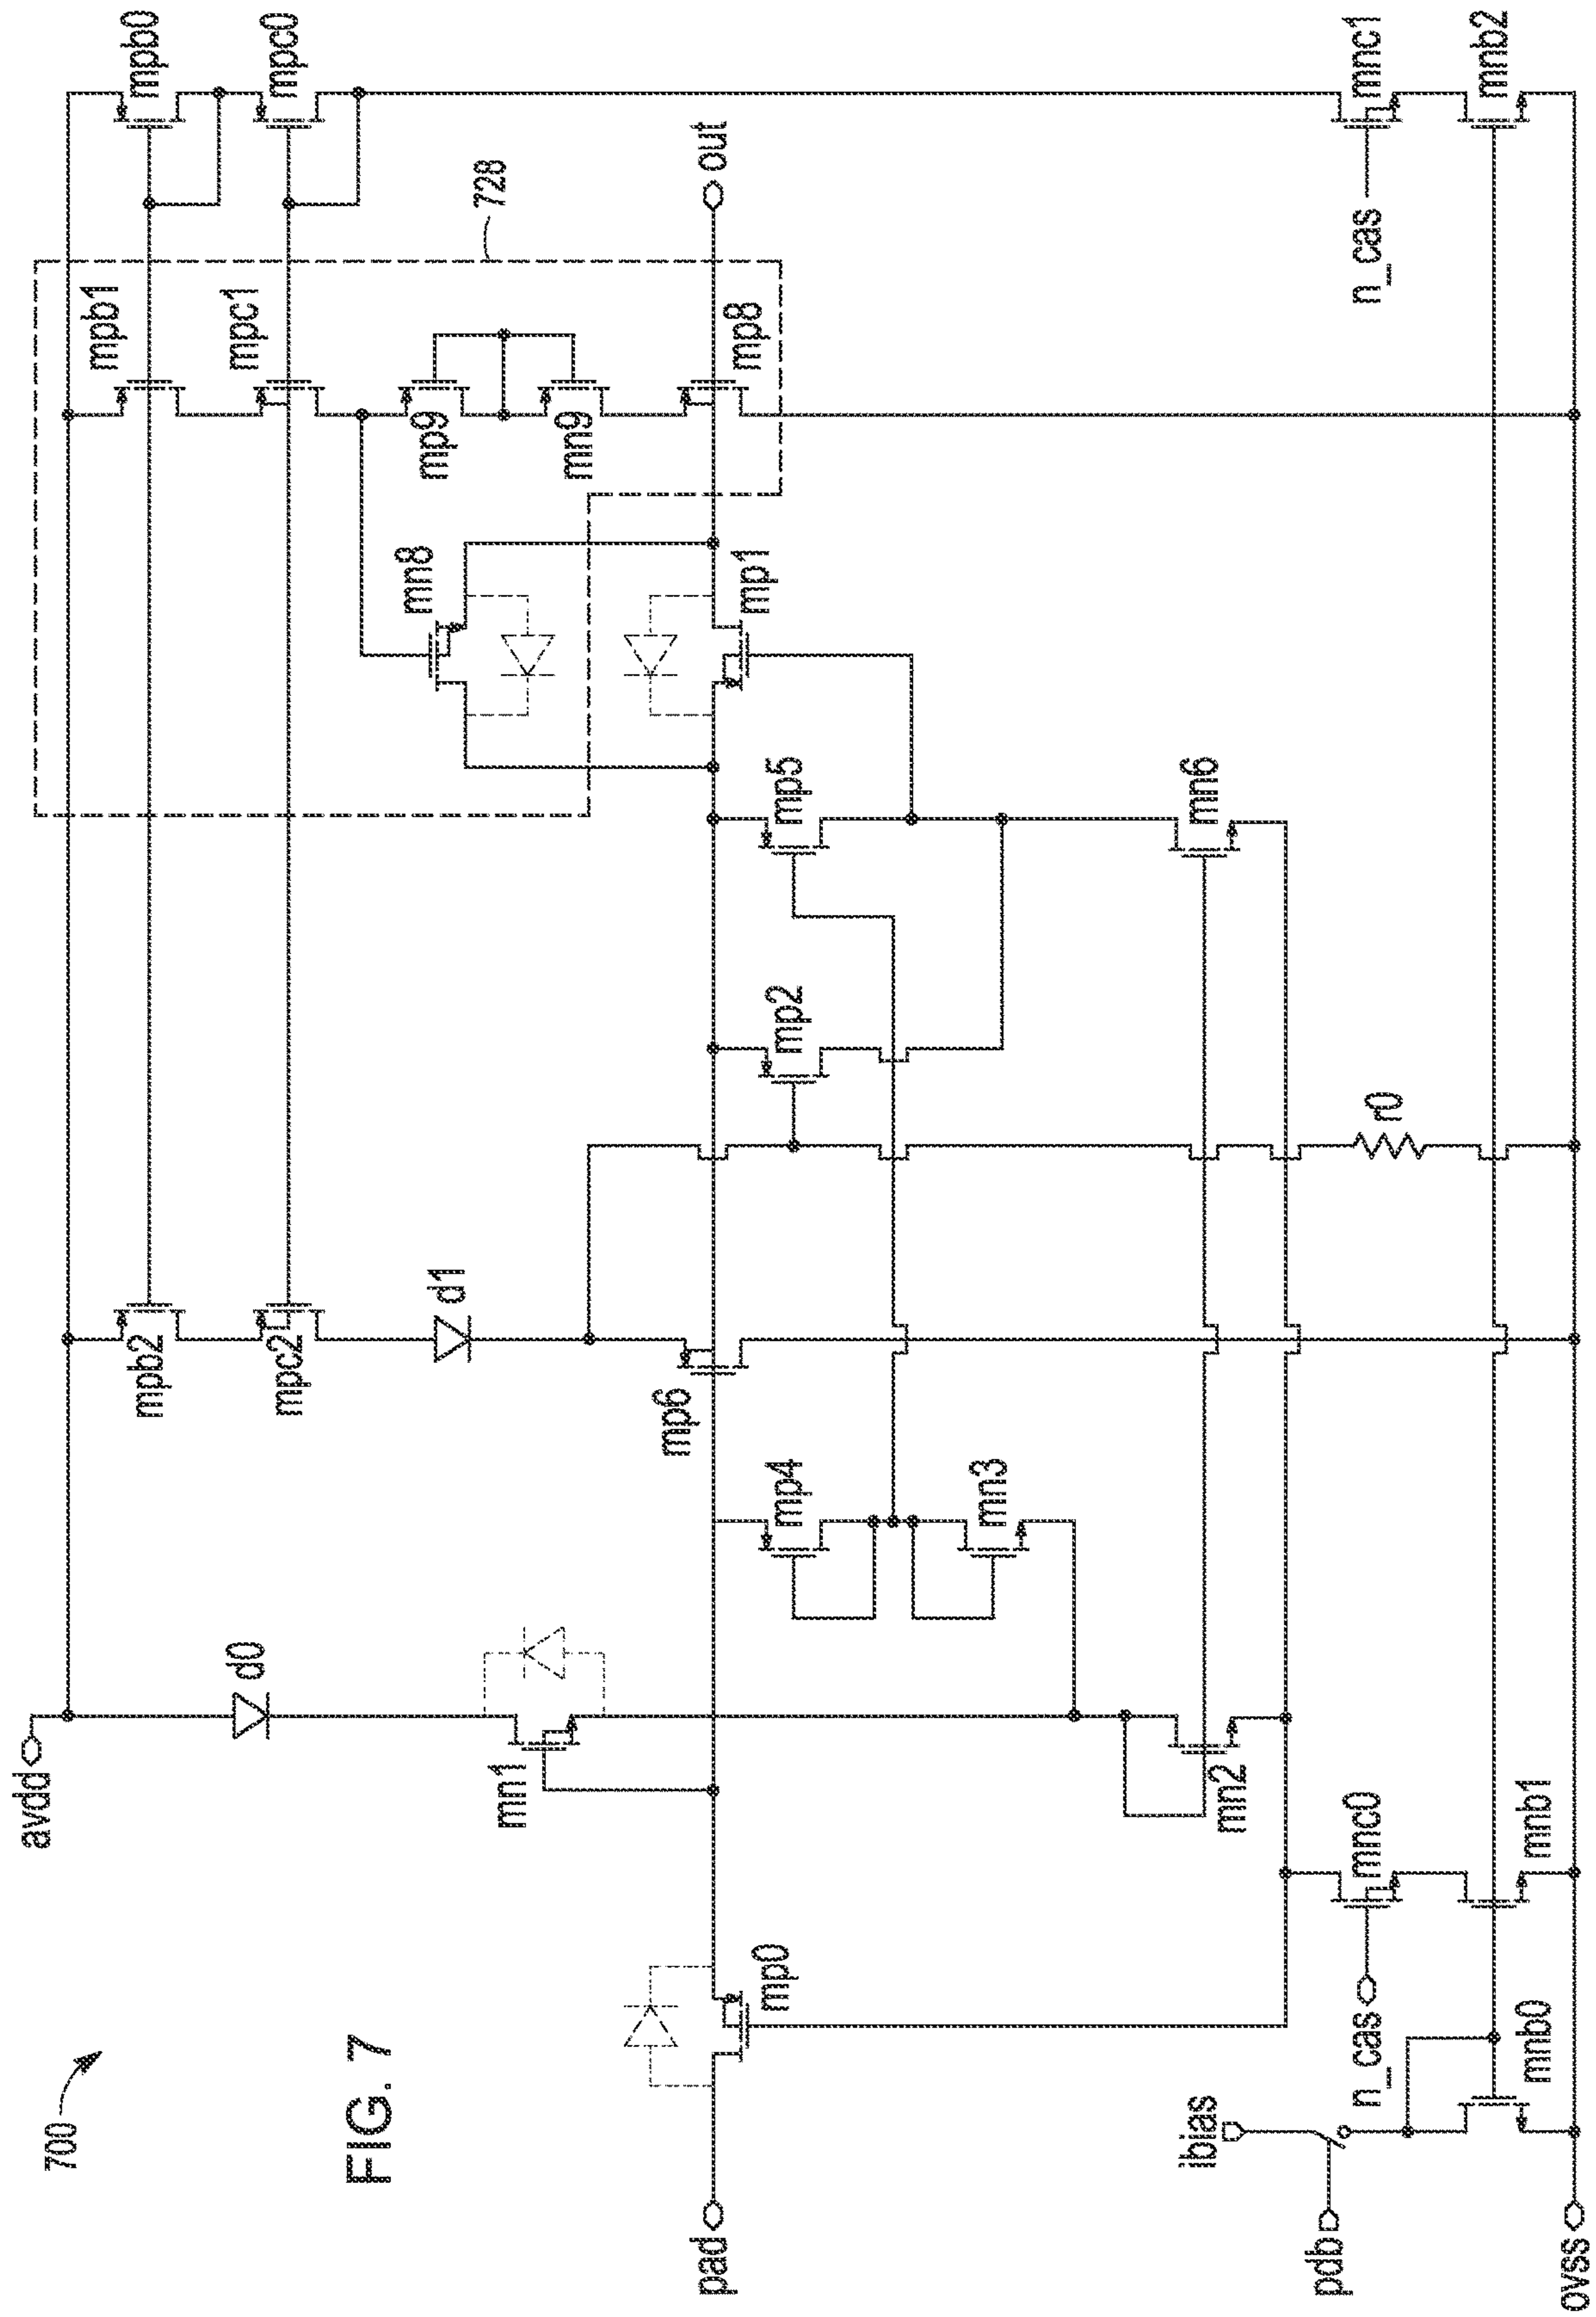 700
FIG. 7
avdd
d0
mn1
mpb2
mpc2
d1
mpb1
mpc1
mp9
mn9
mn8
728
mpb0
mpc0
out
mp8
mp1
mp5
mp2
mp6
mp4
mn3
mn6
mn2
r0
pad
mp0
n_cas
mnc1
mnb2
ibias
pdb
n_cas
mnc0
mnb0
mnb1
ovss